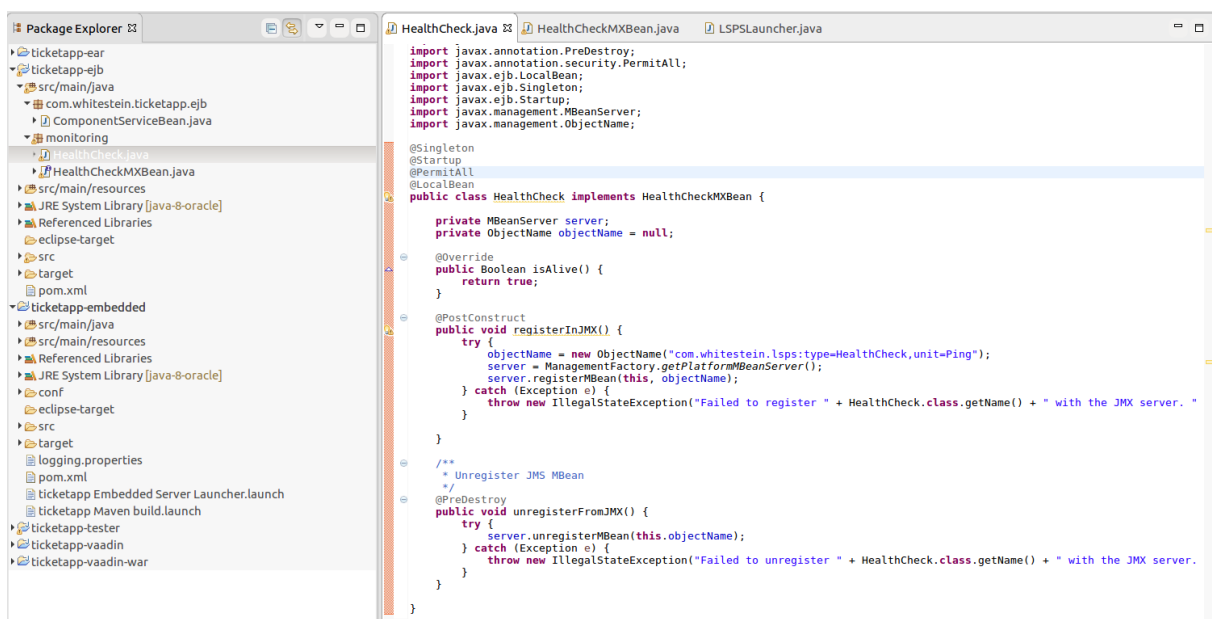 Package Explorer
ticketapp-ear
ticketapp-ejb
src/main/java
com.whitestein.ticketapp.ejb
ComponentServiceBean.java
monitoring
HealthCheck.java
HealthCheckMXBean.java
src/main/resources
JRE System Library [java-8-oracle]
Referenced Libraries
eclipse-target
src
target
pom.xml
ticketapp-embedded
src/main/java
src/main/resources
Referenced Libraries
JRE System Library [java-8-oracle]
conf
eclipse-target
src
target
logging.properties
pom.xml
ticketapp Embedded Server Launcher.launch
ticketapp Maven build.launch
ticketapp-tester
ticketapp-vaadin
ticketapp-vaadin-war
HealthCheck.java HealthCheckMXBean.java LSPSLauncher.java
import javax.annotation.PreDestroy;
import javax.annotation.security.PermitAll;
import javax.ejb.LocalBean;
import javax.ejb.Singleton;
import javax.ejb.Startup;
import javax.management.MBeanServer;
import javax.management.ObjectName;
@Singleton
@Startup
@PermitAll
@LocalBean
public class HealthCheck implements HealthCheckMXBean {
private MBeanServer server;
private ObjectName objectName = null;
@Override
public Boolean isAlive() {
return true;
}
@PostConstruct
public void registerInJMX() {
try {
objectName = new ObjectName("com.whitestein.lsps:type=HealthCheck,unit=Ping");
server = ManagementFactory.getPlatformMBeanServer();
server.registerMBean(this, objectName);
} catch (Exception e) {
throw new IllegalStateException("Failed to register " + HealthCheck.class.getName() + " with the JMX server. "
}
}
/**
* Unregister JMS MBean
*/
@PreDestroy
public void unregisterFromJMX() {
try {
server.unregisterMBean(this.objectName);
} catch (Exception e) {
throw new IllegalStateException("Failed to unregister " + HealthCheck.class.getName() + " with the JMX server.
}
}
}